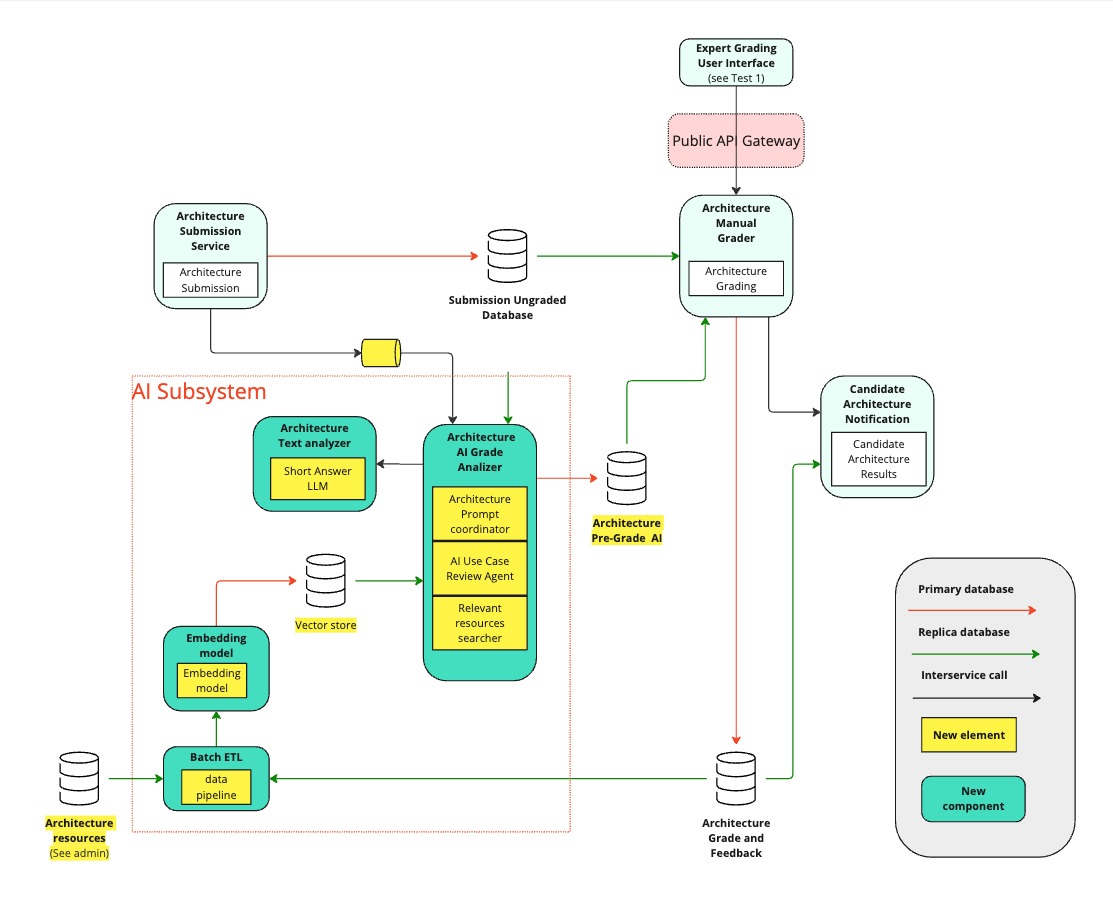 Expert Grading
User Interface
(see Test 1)
Public API Gateway
Architecture
Submission
Service
Architecture
Submission
Submission Ungraded
Database
Architecture
Manual
Grader
Architecture
Grading
AI Subsystem
Architecture
Text analyzer
Short Answer
LLM
Architecture
AI Grade
Analizer
Architecture
Prompt
coordinator
AI Use Case
Review Agent
Relevant
resources
searcher
Architecture
Pre-Grade AI
Candidate
Architecture
Notification
Candidate
Architecture
Results
Vector store
Embedding
model
Embedding
model
Batch ETL
data
pipeline
Architecture
resources
(See admin)
Architecture
Grade and
Feedback
Primary database
Replica database
Interservice call
New element
New
component